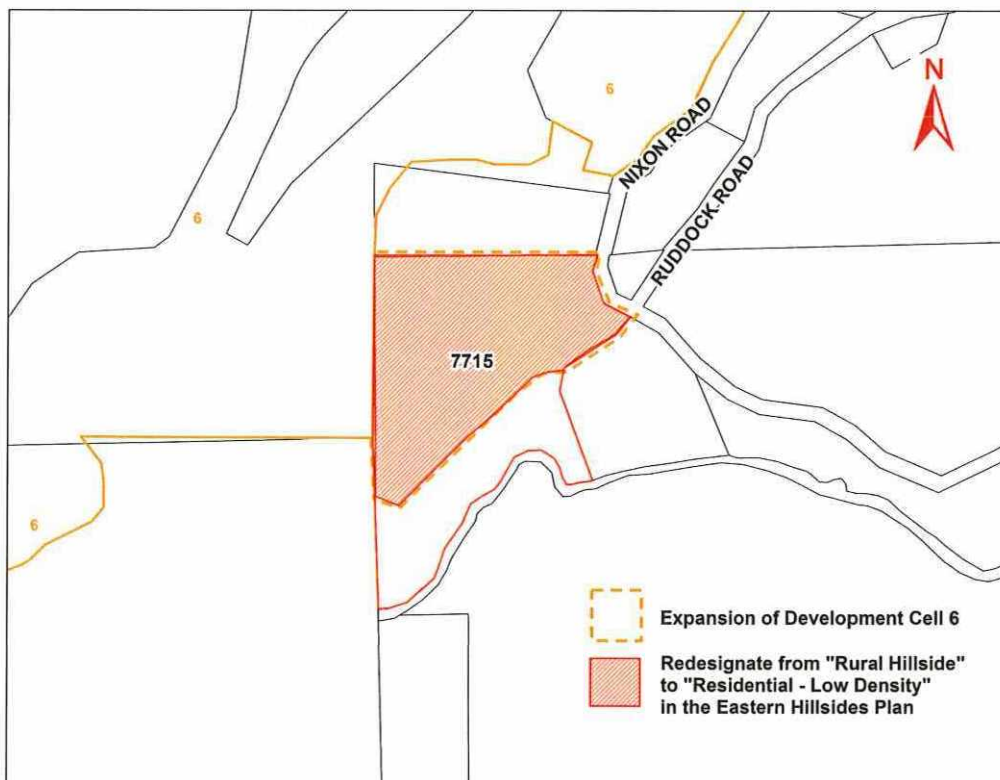 6
N
NIXON ROAD
RUDDOCK ROAD
6
7715
6
Expansion of Development Cell 6
Redesignate from "Rural Hillside"
to "Residential - Low Density"
in the Eastern Hillsides Plan